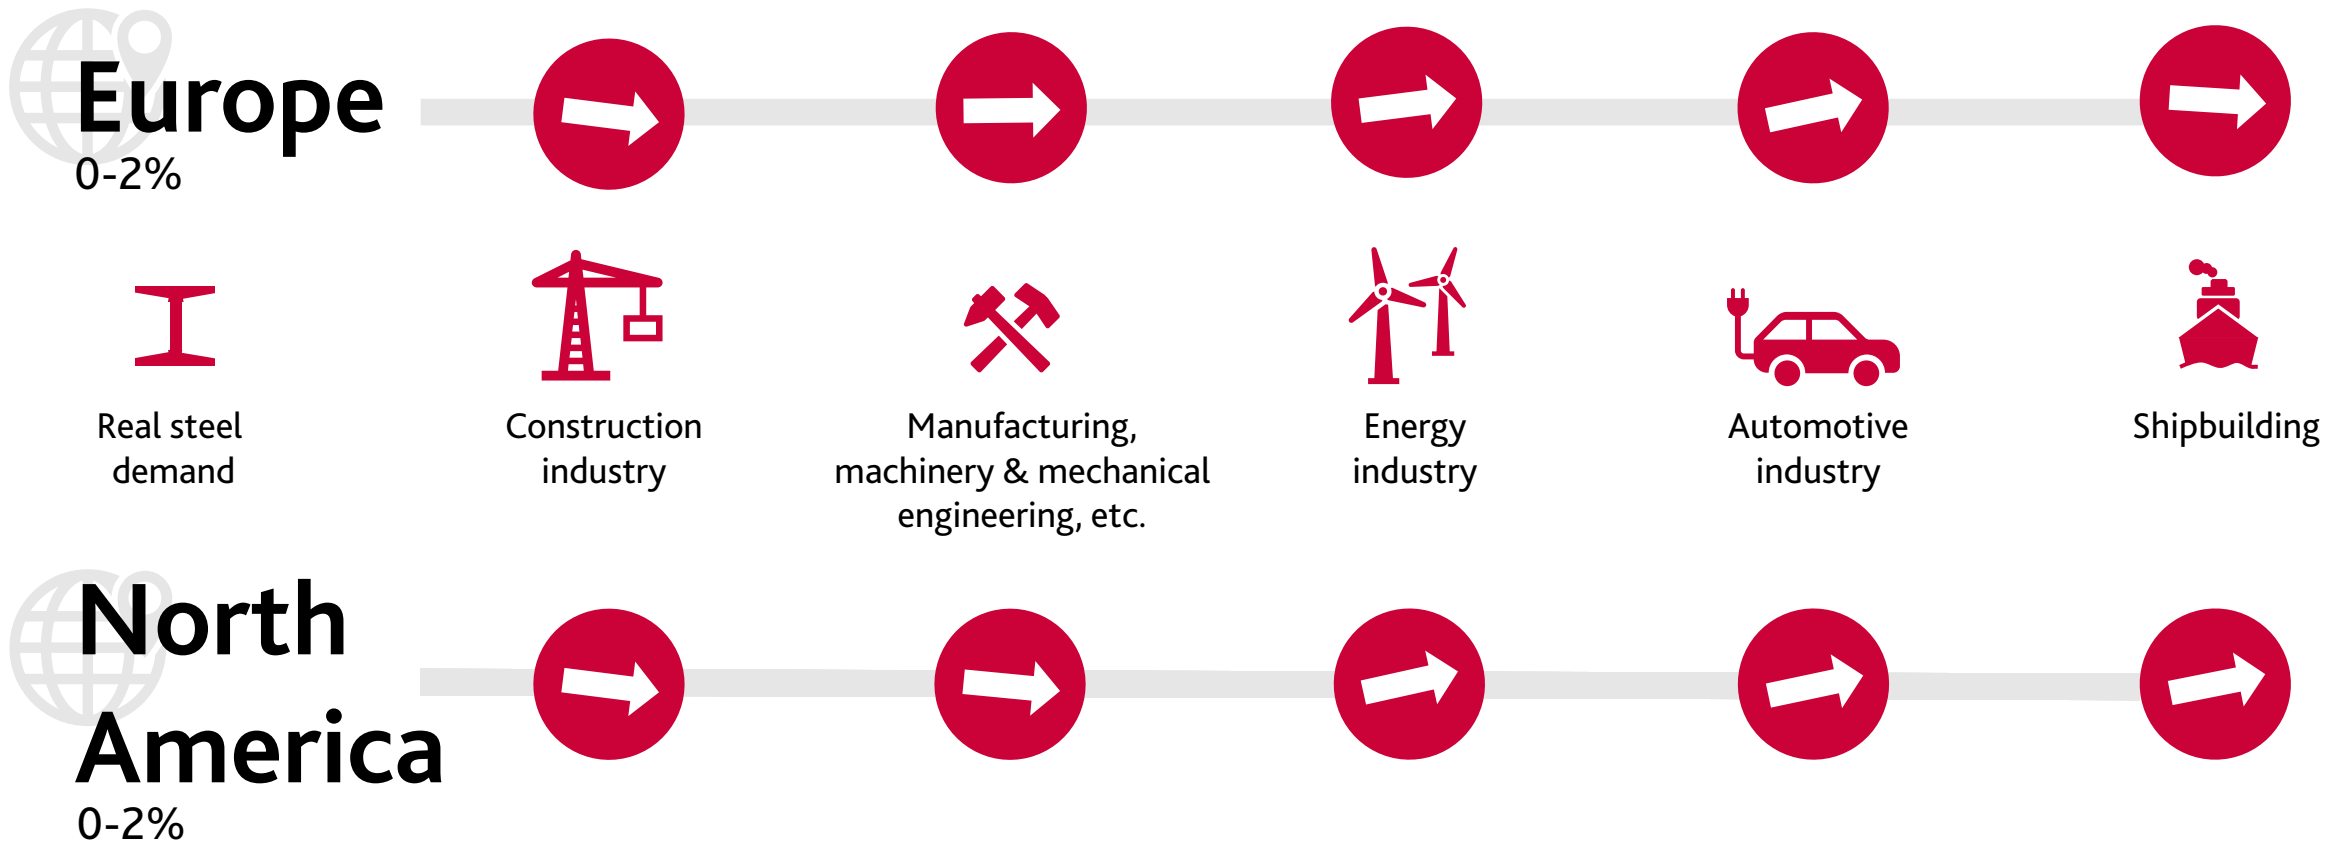 Europe
0-2%
Real steel
demand
Construction
industry
Manufacturing,
machinery & mechanical
engineering, etc.
Energy
industry
Automotive
industry
Shipbuilding
North
America
0-2%